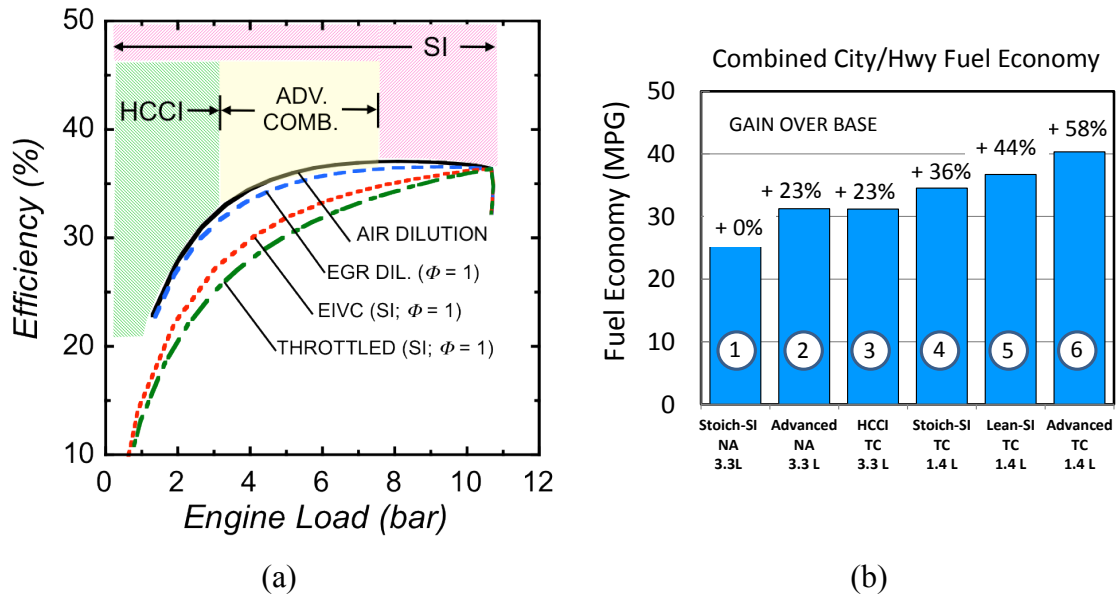 50
40
30
20
10
Efficiency (%)
SI
HCCI
ADV.
COMB.
AIR DILUTION
EGR DIL. (Φ = 1)
EIVC (SI; Φ = 1)
THROTTLED (SI; Φ = 1)
0 2 4 6 8 10 12
Engine Load (bar)
(a)
Combined City/Hwy Fuel Economy
50
40
30
20
10
0
Fuel Economy (MPG)
GAIN OVER BASE
+ 0%
+ 23%
+ 23%
+ 36%
+ 44%
+ 58%
1 2 3 4 5 6
Stoich-SI Advanced HCCI Stoich-SI Lean-SI Advanced
NA NA TC TC TC TC
3.3L 3.3 L 3.3 L 1.4 L 1.4 L 1.4 L
(b)